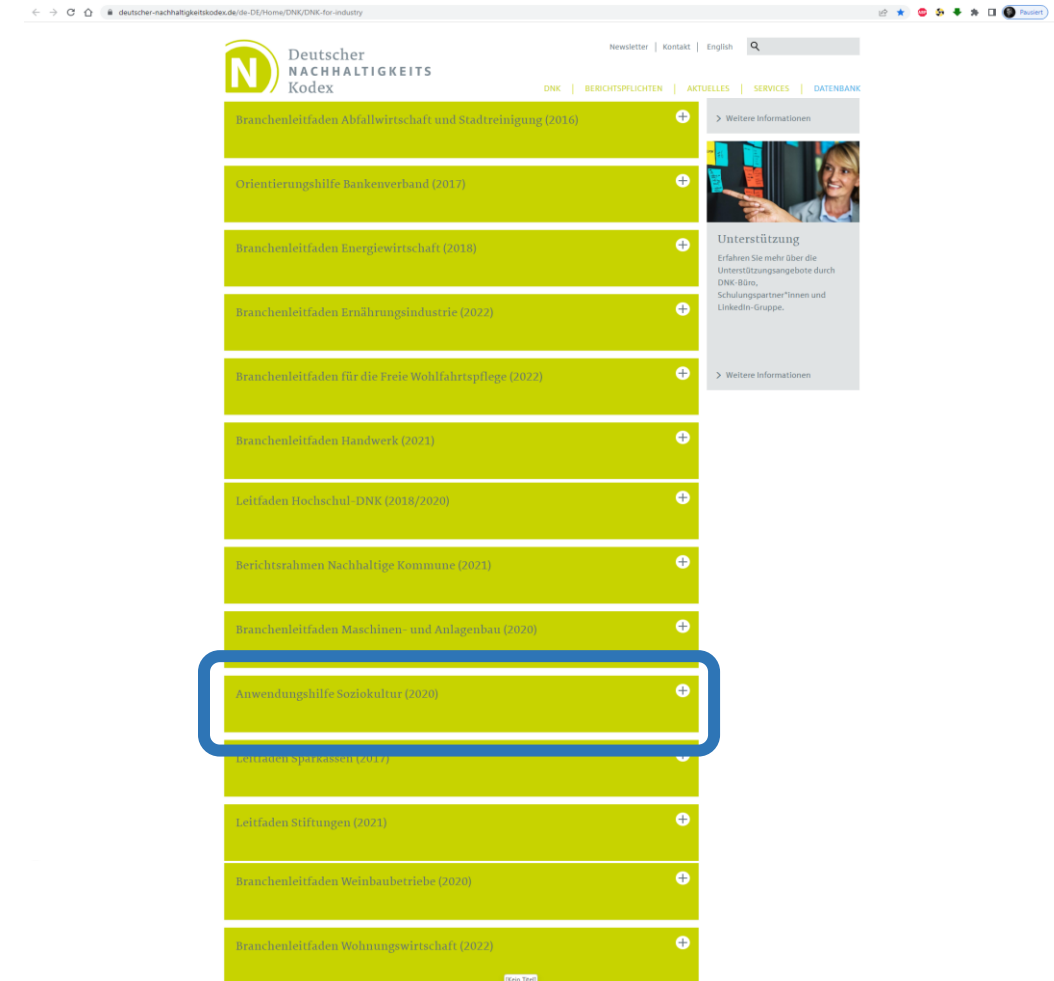 deutscher-nachhaltigkeitskodex.de/de-DE/Home/DNK/DNK-for-industry
Pausiert
Newsletter | Kontakt | English
N
Deutscher
NACHHALTIGKEITS
Kodex
DNK | BERICHTSPFLICHTEN | AKTUELLES | SERVICES | DATENBANK
Branchenleitfaden Abfallwirtschaft und Stadtreinigung (2016)
Orientierungshilfe Bankenverband (2017)
Branchenleitfaden Energiewirtschaft (2018)
Branchenleitfaden Ernährungsindustrie (2022)
Branchenleitfaden für die Freie Wohlfahrtspflege (2022)
Branchenleitfaden Handwerk (2021)
Leitfaden Hochschul-DNK (2018/2020)
Berichtsrahmen Nachhaltige Kommune (2021)
Branchenleitfaden Maschinen- und Anlagenbau (2020)
Anwendungshilfe Soziokultur (2020)
Leitfaden Sparkassen (2017)
Leitfaden Stiftungen (2021)
Branchenleitfaden Weinbaubetriebe (2020)
Branchenleitfaden Wohnungswirtschaft (2022)
[Kein Titel]
> Weitere Informationen
Unterstützung
Erfahren Sie mehr über die
Unterstützungsangebote durch
DNK-Büro,
Schulungspartner*innen und
LinkedIn-Gruppe.
> Weitere Informationen